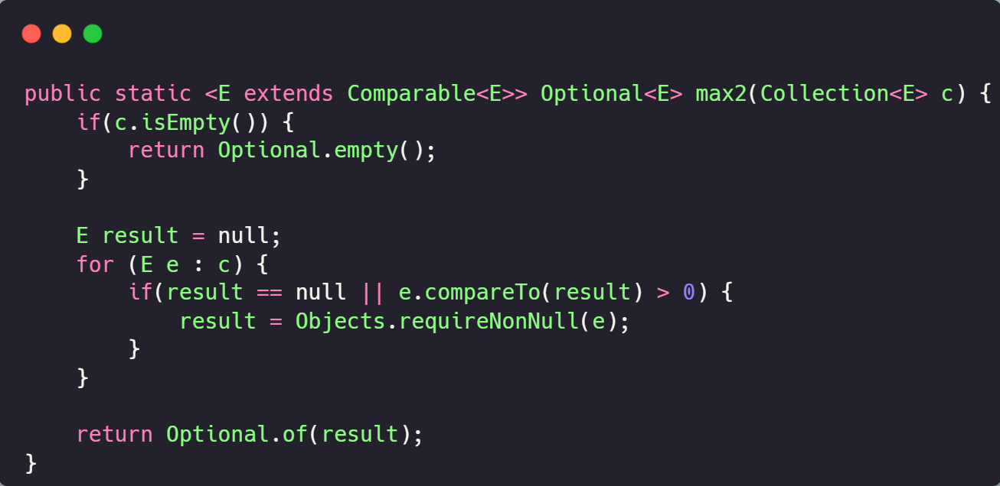 public static <E extends Comparable<E>> Optional<E> max2(Collection<E> c) {
    if(c.isEmpty()) {
        return Optional.empty();
    }

    E result = null;
    for (E e : c) {
        if(result == null || e.compareTo(result) > 0) {
            result = Objects.requireNonNull(e);
        }
    }

    return Optional.of(result);
}